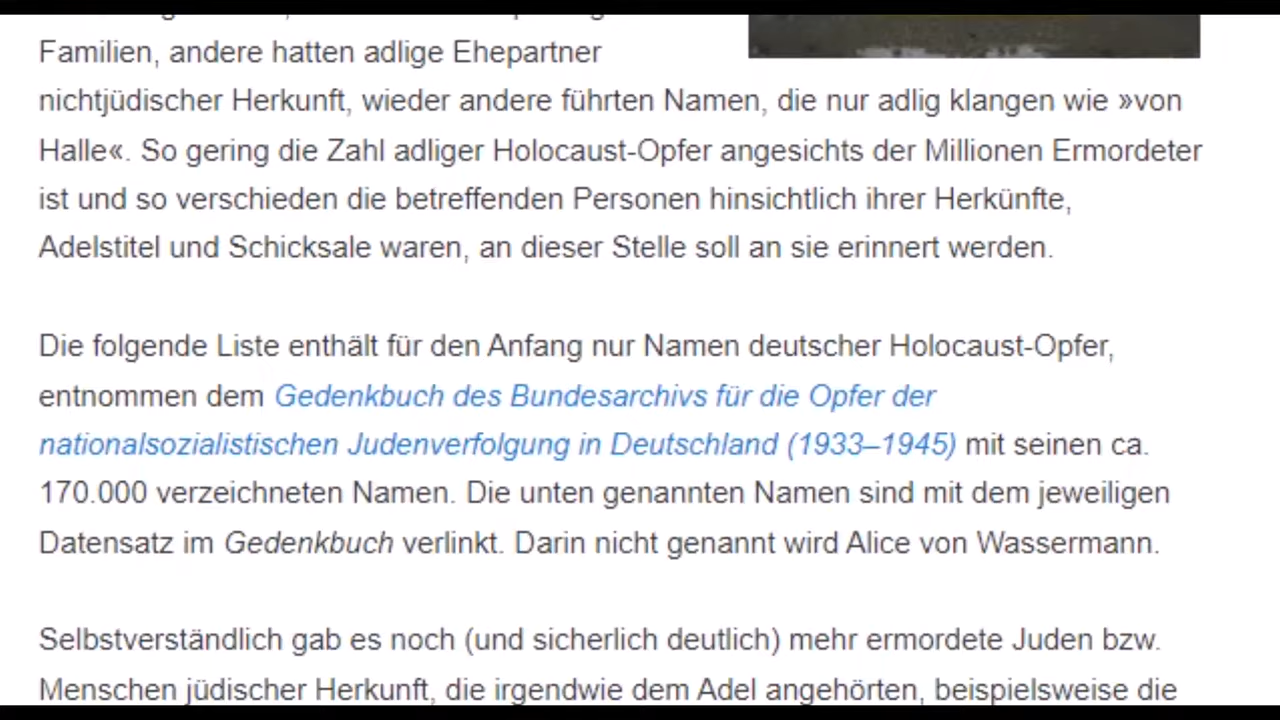 Familien, andere hatten adlige Ehepartner
nichtjüdischer Herkunft, wieder andere führten Namen, die nur adlig klangen wie »von
Halle«. So gering die Zahl adliger Holocaust-Opfer angesichts der Millionen Ermordeter
ist und so verschieden die betreffenden Personen hinsichtlich ihrer Herkünfte,
Adelstitel und Schicksale waren, an dieser Stelle soll an sie erinnert werden.
Die folgende Liste enthält für den Anfang nur Namen deutscher Holocaust-Opfer,
entnommen dem Gedenkbuch des Bundesarchivs für die Opfer der
nationalsozialistischen Judenverfolgung in Deutschland (1933–1945) mit seinen ca.
170.000 verzeichneten Namen. Die unten genannten Namen sind mit dem jeweiligen
Datensatz im Gedenkbuch verlinkt. Darin nicht genannt wird Alice von Wassermann.
Selbstverständlich gab es noch (und sicherlich deutlich) mehr ermordete Juden bzw.
Menschen jüdischer Herkunft, die irgendwie dem Adel angehörten, beispielsweise die